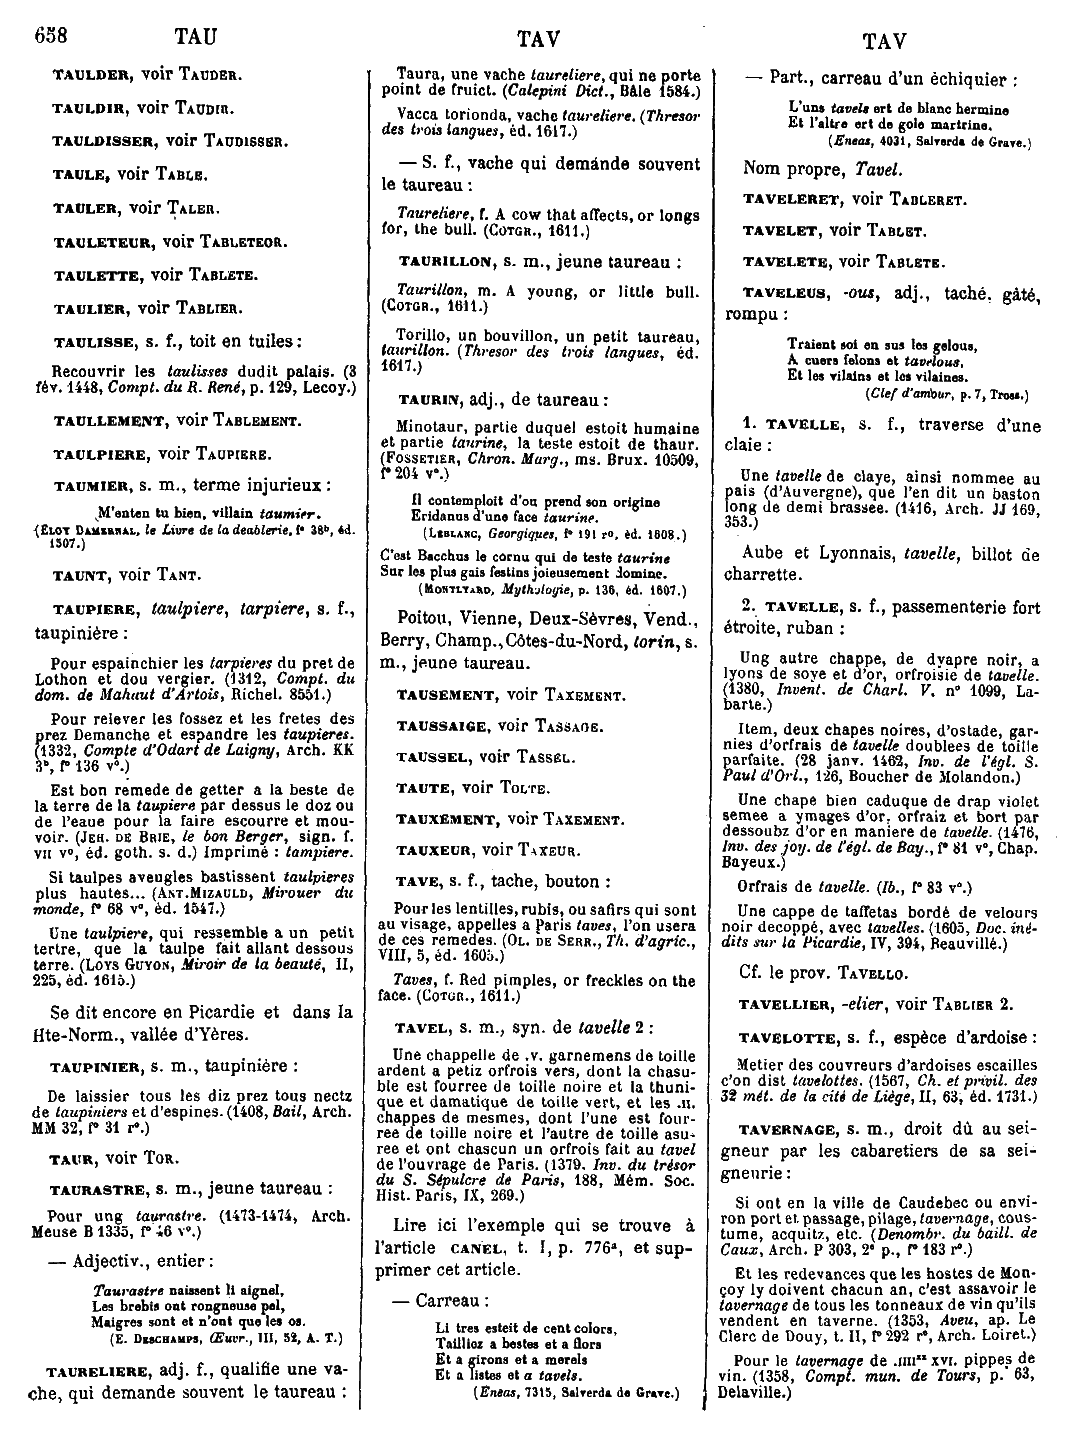 658 TAU TAV TAV
TAULDER, voir TAUDER.
TAULDIR, voir TAUDIR.
TAULDISSER, voir TAUDISSER.
TAULE, voir TABLE.
TAULER, voir TALER.
TAULETEUR, voir TABLETEOR.
TAULETTE, voir TABLETE.
TAULIER, voir TABLIER.
TAULISSE, s. f., toit en tuiles :
Recouvrir les taulisses dudit palais. (3
fév. 1448, Compt. du R. René, p. 129, Lecoy.)
TAULLEMENT, voir TABLEMENT.
TAULPIERE, voir TAUPIERE.
TAUMIER, s. m., terme injurieux :
M'enten tu bien, villain taumier.
(ELOY DAMERNAL, le Livre de la deablerie, f° 38b, éd.
1507.)
TAUNT, voir TANT.
TAUPIERE, taulpiere, tarpiere, s. f.,
taupinière :
Pour espainchier les tarpieres du pret de
Lothon et dou vergier. (1312, Compt. du
dom. de Mahaut d'Artois, Richel. 8551.)
Pour relever les fossez et les fretes des
prez Demanche et espandre les taupieres.
(1332, Compte d'Odart de Laigny, Arch. KK
3b, f° 136 v°.)
Est bon remede de getter a la beste de
la terre de la taupiere par dessus le doz ou
de l'eaue pour la faire escourre et mou-
voir. (JEH. DE BRIE, le bon Berger, sign. f.
VII v°, éd. goth. s. d.) Imprimé : tampiere.
Si taulpes aveugles bastissent taulpieres
plus hautes... (ANT. MIZAULD, Mirouer du
monde, f° 68 v°, éd. 1547.)
Une taulpiere, qui ressemble a un petit
tertre, que la taulpe fait allant dessous
terre. (LOYS GUYON, Miroir de la beauté, II,
225, éd. 1615.)
Se dit encore en Picardie et dans la
Hte-Norm., vallée d'Yères.
TAUPINIER, s. m., taupinière :
De laissier tous les diz prez tous nectz
de taupiniers et d'espines. (1408, Bail, Arch.
MM 32, f° 31 r°.)
TAUR, voir TOR.
TAURASTRE, s. m., jeune taureau :
Pour ung taurastre. (1473-1474, Arch.
Meuse B 1335, f° 46 v°.)
— Adjectiv., entier :
Taurastre naissent li aignel,
Les brebis ont rongneuse pel,
Maigres sont et n'ont que les os.
(E. DESCHAMPS, Œuvr., III, 52, A. T.)
TAURELIERE, adj. f., qualifie une va-
che, qui demande souvent le taureau :
Taura, une vache taureliere, qui ne porte
point de fruict. (Calepini Dict., Bâle 1584.)
Vacca torionda, vache taureliere. (Thresor
des trois langues, éd. 1617.)
— S. f., vache qui demande souvent
le taureau :
Taureliere, f. A cow that affects, or longs
for, the bull. (COTGR., 1611.)
TAURILLON, s. m., jeune taureau :
Taurillon, m. A young, or little bull.
(COTGR., 1611.)
Torillo, un bouvillon, un petit taureau,
taurillon. (Thresor des trois langues, éd.
1617.)
TAURIN, adj., de taureau :
Minotaur, partie duquel estoit humaine
et partie taurine, la teste estoit de thaur.
(FOSSETIER, Chron. Marg., ms. Brux. 10509,
f° 204 v°.)
Il contemploit d'ou prend son origine
Eridanus d'une face taurine.
(LEBLANC, Georgiques, f° 191 r°, éd. 1608.)
C'est Bacchus le cornu qui de teste taurine
Sur les plus gais festins joieusement domine.
(MONTLYARD, Mythologie, p. 136, éd. 1607.)
Poitou, Vienne, Deux-Sèvres, Vend.,
Berry, Champ., Côtes-du-Nord, torin, s.
m., jeune taureau.
TAUSEMENT, voir TAXEMENT.
TAUSSAIGE, voir TASSAGE.
TAUSSEL, voir TASSEL.
TAUTE, voir TOLTE.
TAUXEMENT, voir TAXEMENT.
TAUXEUR, voir TAXEUR.
TAVE, s. f., tache, bouton :
Pour les lentilles, rubis, ou safirs qui sont
au visage, appelles a Paris taves, l'on usera
de ces remedes. (OL. DE SERR., Th. d'agric.,
VIII, 5, éd. 1605.)
Taves, f. Red pimples, or freckles on the
face. (COTGR., 1611.)
TAVEL, s. m., syn. de tavelle 2 :
Une chappelle de .v. garnemens de toille
ardent a petiz orfrois vers, dont la chasu-
ble est fourree de toille noire et la thuni-
que et damatique de toille vert, et les .II.
chappes de mesmes, dont l'une est four-
ree de toille noire et l'autre de toille asu-
ree et ont chascun un orfrois fait au tavel
de l'ouvrage de Paris. (1379, Inv. du trésor
du S. Sépulcre de Paris, 188, Mém. Soc.
Hist. Paris, IX, 269.)
Lire ici l'exemple qui se trouve à
l'article CANEL, t. I, p. 776a, et sup-
primer cet article.
— Carreau :
Li tres esteit de cent colors,
Taillioz a bestes et a flors
Et a girons et a merels
Et a listes et a tavels.
(Eneas, 7315, Salverda de Grave.)
— Part., carreau d'un échiquier :
L'uns tavels ert de blanc hermine
Et l'altre ert de gole martrine.
(Eneas, 4031, Salverda de Grave.)
Nom propre, Tavel.
TAVELERET, voir TABLERET.
TAVELET, voir TABLET.
TAVELETE, voir TABLETE.
TAVELEUS, -ous, adj., taché, gâté,
rompu :
Traient soi en sus les gelous,
A cuers felons et tavelous,
Et les vilains et les vilaines.
(Clef d'amour, p. 7, Tross.)
1. TAVELLE, s. f., traverse d'une
claie :
Une tavelle de claye, ainsi nommee au
pais (d'Auvergne), que l'en dit un baston
long de demi brassee. (1416, Arch. JJ 169,
353.)
Aube et Lyonnais, tavelle, billot de
charrette.
2. TAVELLE, s. f., passementerie fort
étroite, ruban :
Ung autre chappe, de dyapre noir, a
lyons de soye et d'or, orfroisie de tavelle.
(1380, Invent. de Charl. V, n° 1099, La-
barte.)
Item, deux chapes noires, d'ostade, gar-
nies d'orfrais de tavelle doublees de toille
parfaite. (28 janv. 1462, Inv. de l'égl. S.
Paul d'Orl., 126, Boucher de Molandon.)
Une chape bien caduque de drap violet
semee a ymages d'or, orfraiz et bort par
dessoubz d'or en maniere de tavelle. (1476,
Inv. des joy. de l'égl. de Bay., f° 81 v°, Chap.
Bayeux.)
Orfrais de tavelle. (Ib., f° 83 v°.)
Une cappe de taffetas bordé de velours
noir decoppé, avec tavelles. (1605, Doc. iné-
dits sur la Picardie, IV, 394, Beauvillé.)
Cf. le prov. TAVELLO.
TAVELLIER, -elier, voir TABLIER 2.
TAVELOTTE, s. f., espèce d'ardoise :
Metier des couvreurs d'ardoises escailles
c'on dist tavelottes. (1567, Ch. et privil. des
32 mét. de la cité de Liège, II, 63, éd. 1731.)
TAVERNAGE, s. m., droit dû au sei-
gneur par les cabaretiers de sa sei-
gneurie :
Si ont en la ville de Caudebec ou envi-
ron port et passage, pilage, tavernage, cous-
tume, acquitz, etc. (Denombr. du baill. de
Caux, Arch. P 303, 2e p., f° 183 r°.)
Et les redevances que les hostes de Mon-
çoy ly doivent chacun an, c'est assavoir le
tavernage de tous les tonneaux de vin qu'ils
vendent en taverne. (1353, Aveu, ap. Le
Clerc de Douy, t. II, f° 292 r°, Arch. Loiret.)
Pour le tavernage de .IIIIxx XVI. pippes de
vin. (1358, Compt. mun. de Tours, p. 63,
Delaville.)